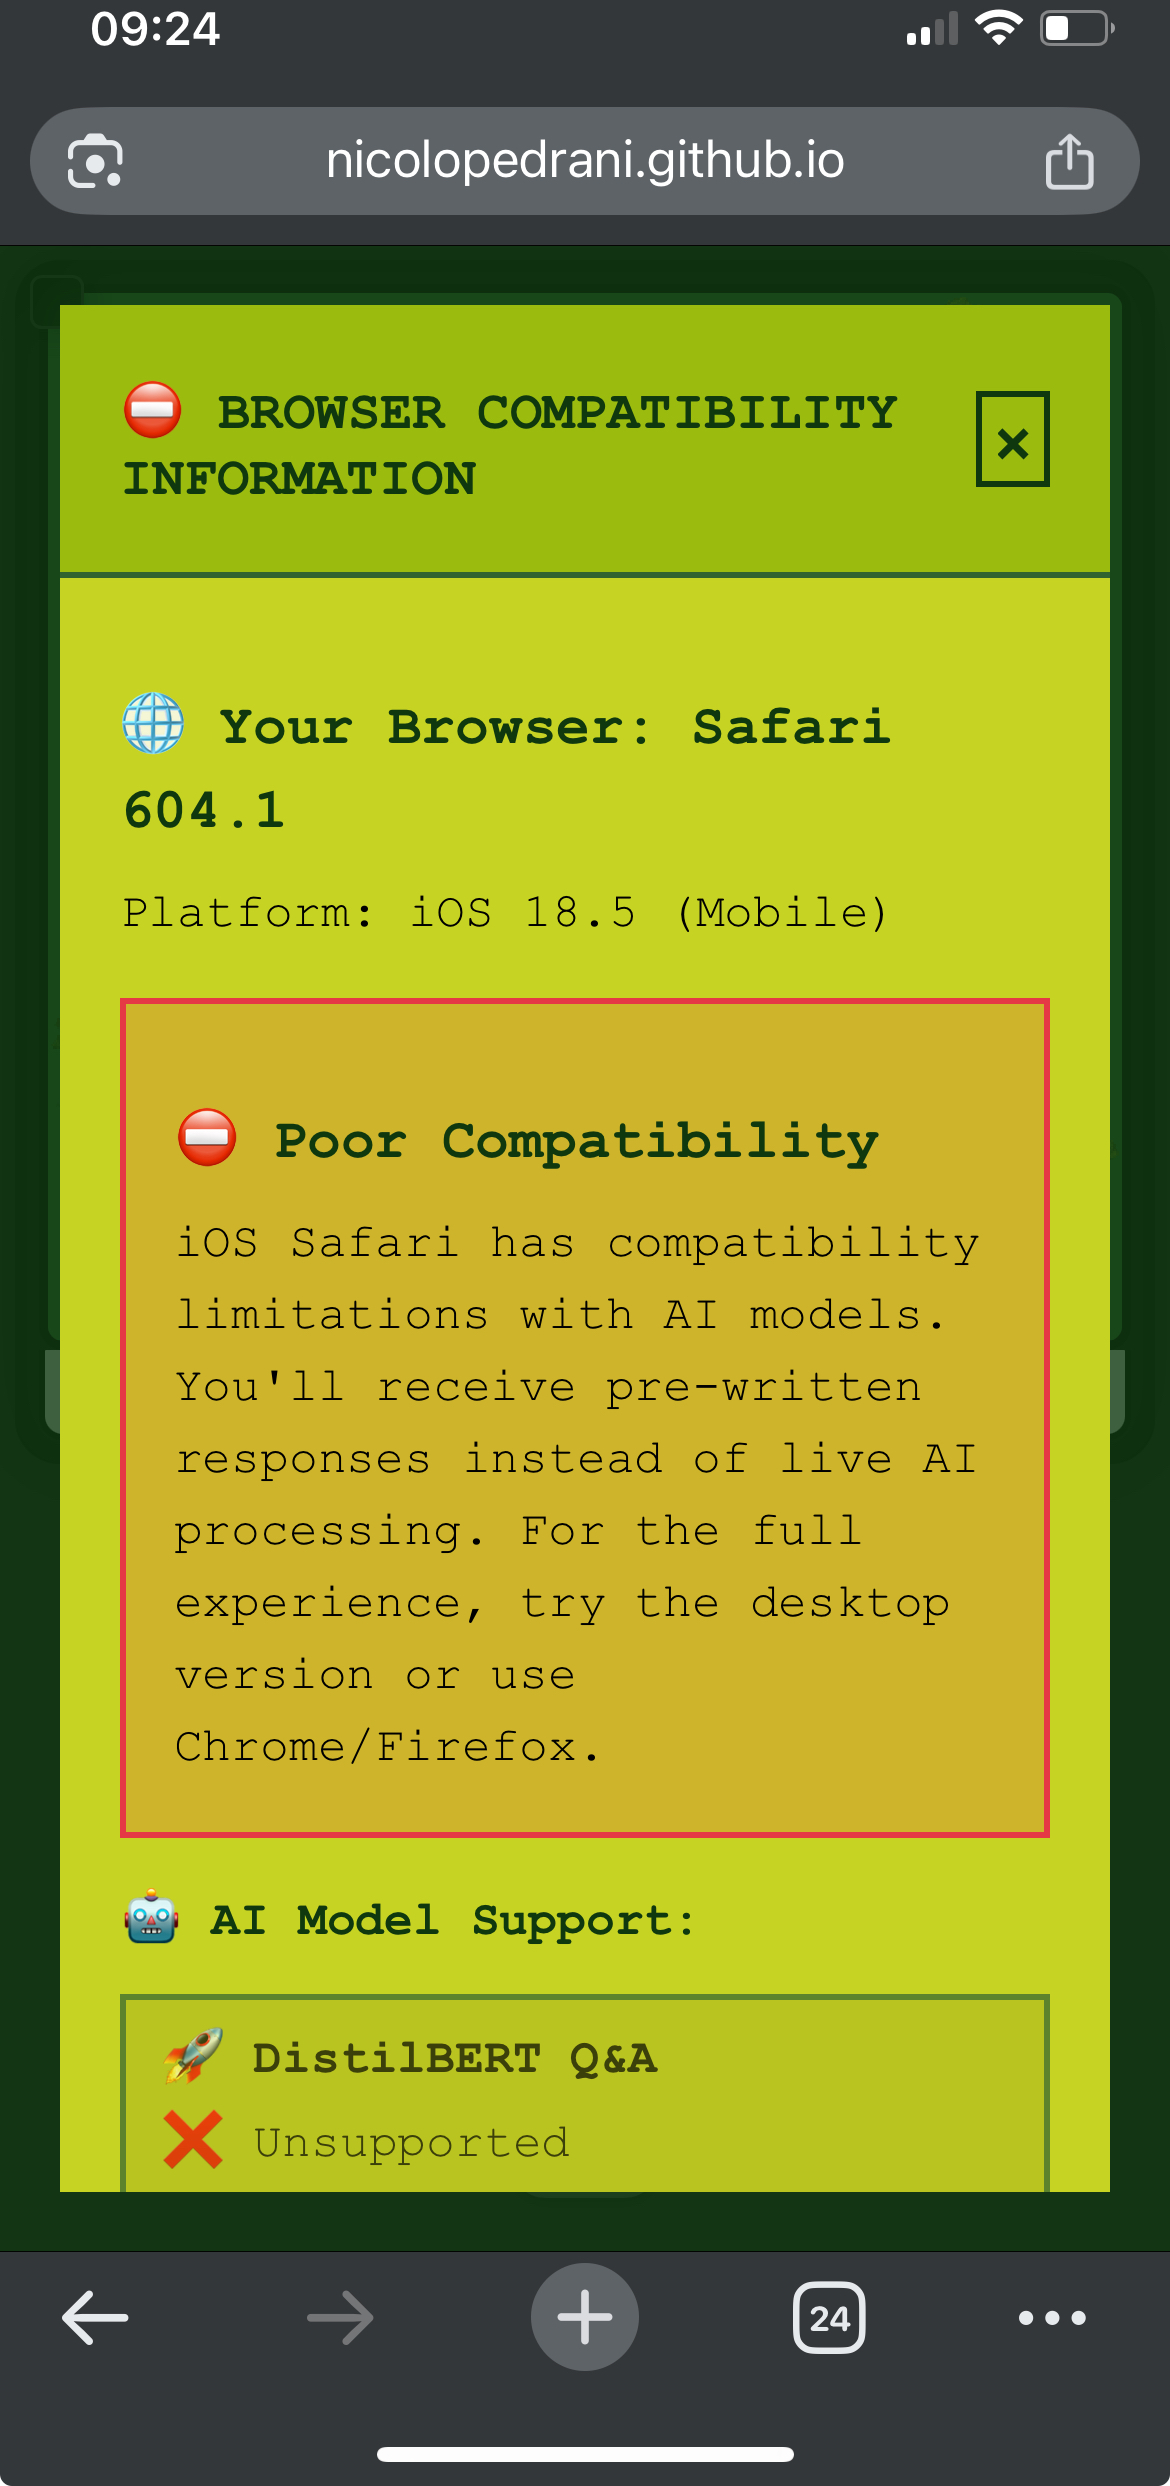 09:24
nicolopedrani.github.io
BROWSER COMPATIBILITY
INFORMATION
Your Browser: Safari
604.1
Platform: iOS 18.5 (Mobile)
Poor Compatibility
iOS Safari has compatibility
limitations with AI models.
You'll receive pre-written
responses instead of live AI
processing. For the full
experience, try the desktop
version or use
Chrome/Firefox.
AI Model Support:
DistilBERT Q&A
Unsupported
24